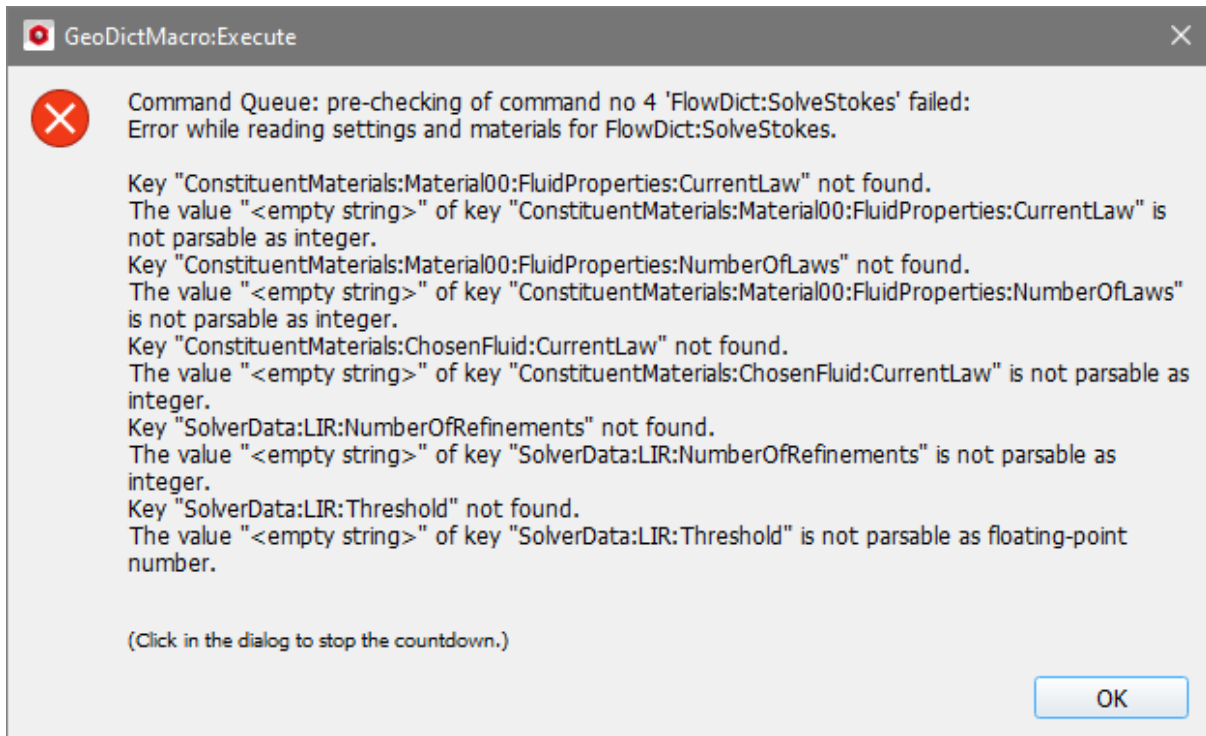 GeoDictMacro:Execute
Command Queue: pre-checking of command no 4 'FlowDict:SolveStokes' failed:
Error while reading settings and materials for FlowDict:SolveStokes.
Key "ConstituentMaterials:Material00:FluidProperties:CurrentLaw" not found.
The value "<empty string>" of key "ConstituentMaterials:Material00:FluidProperties:CurrentLaw" is
not parsable as integer.
Key "ConstituentMaterials:Material00:FluidProperties:NumberOfLaws" not found.
The value "<empty string>" of key "ConstituentMaterials:Material00:FluidProperties:NumberOfLaws"
is not parsable as integer.
Key "ConstituentMaterials:ChosenFluid:CurrentLaw" not found.
The value "<empty string>" of key "ConstituentMaterials:ChosenFluid:CurrentLaw" is not parsable as
integer.
Key "SolverData:LIR:NumberOfRefinements" not found.
The value "<empty string>" of key "SolverData:LIR:NumberOfRefinements" is not parsable as
integer.
Key "SolverData:LIR:Threshold" not found.
The value "<empty string>" of key "SolverData:LIR:Threshold" is not parsable as floating-point
number.
(Click in the dialog to stop the countdown.)
OK